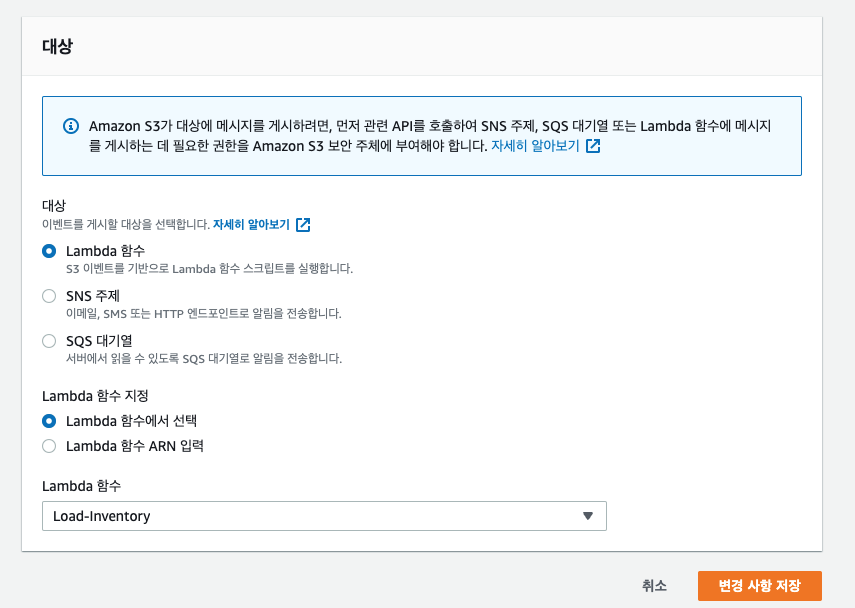 대상
Amazon S3가 대상에 메시지를 게시하려면, 먼저 관련 API를 호출하여 SNS 주제, SQS 대기열 또는 Lambda 함수에 메시지
를 게시하는 데 필요한 권한을 Amazon S3 보안 주체에 부여해야 합니다. 자세히 알아보기
대상
이벤트를 게시할 대상을 선택합니다. 자세히 알아보기
Lambda 함수
S3 이벤트를 기반으로 Lambda 함수 스크립트를 실행합니다.
SNS 주제
이메일, SMS 또는 HTTP 엔드포인트로 알림을 전송합니다.
SQS 대기열
서버에서 읽을 수 있도록 SQS 대기열로 알림을 전송합니다.
Lambda 함수 지정
Lambda 함수에서 선택
Lambda 함수 ARN 입력
Lambda 함수
Load-Inventory
취소
변경 사항 저장